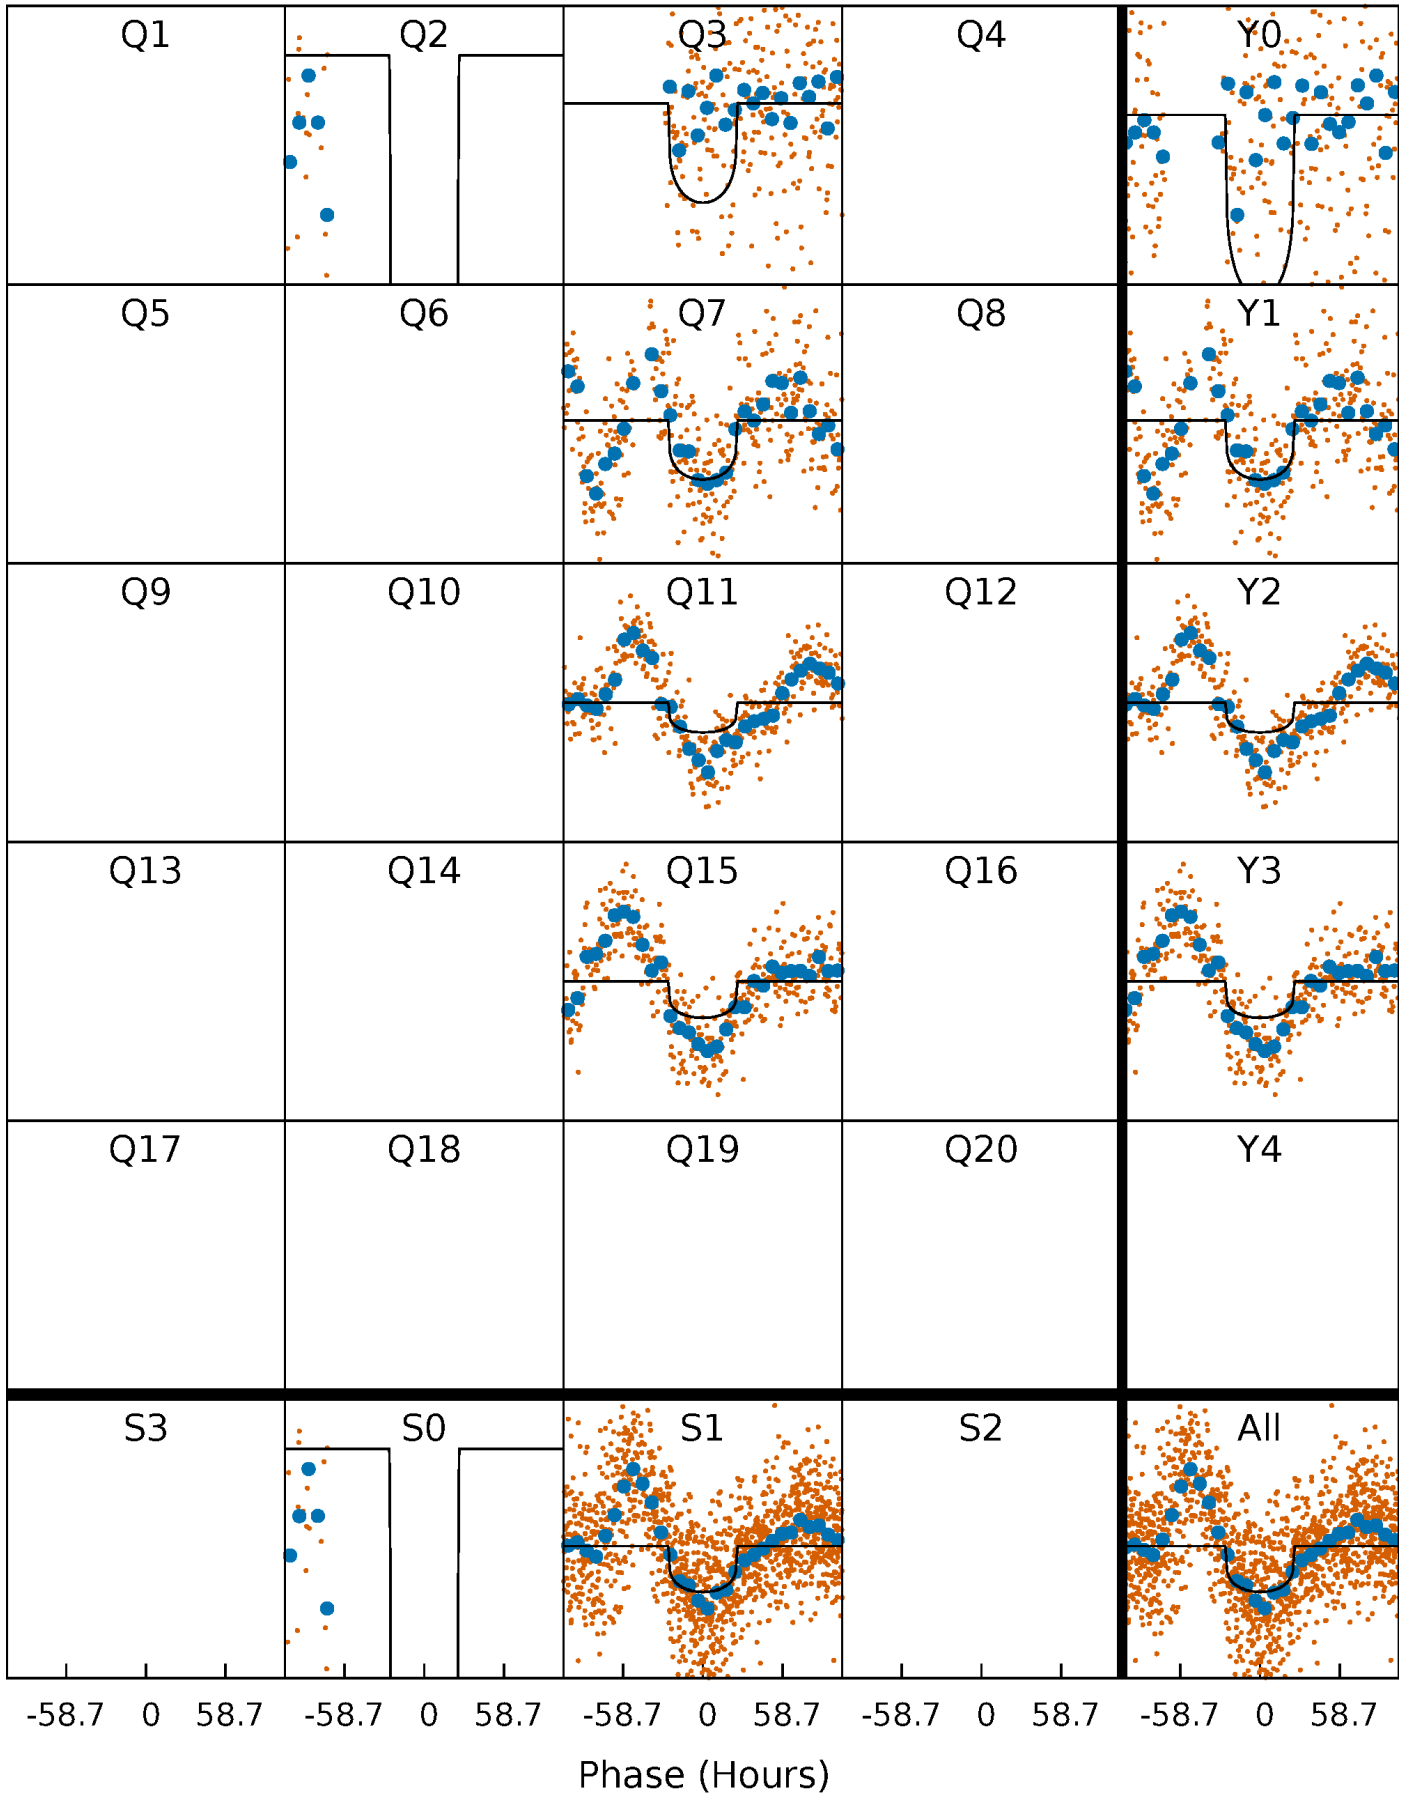 Q1 Q2 Q3 Q4 Y0
Q5 Q6 Q7 Q8 Y1
Q9 Q10 Q11 Q12 Y2
Q13 Q14 Q15 Q16 Y3
Q17 Q18 Q19 Q20 Y4
S3 S0 S1 S2 All
-58.7 0 58.7 -58.7 0 58.7 -58.7 0 58.7 -58.7 0 58.7 -58.7 0 58.7
Phase (Hours)